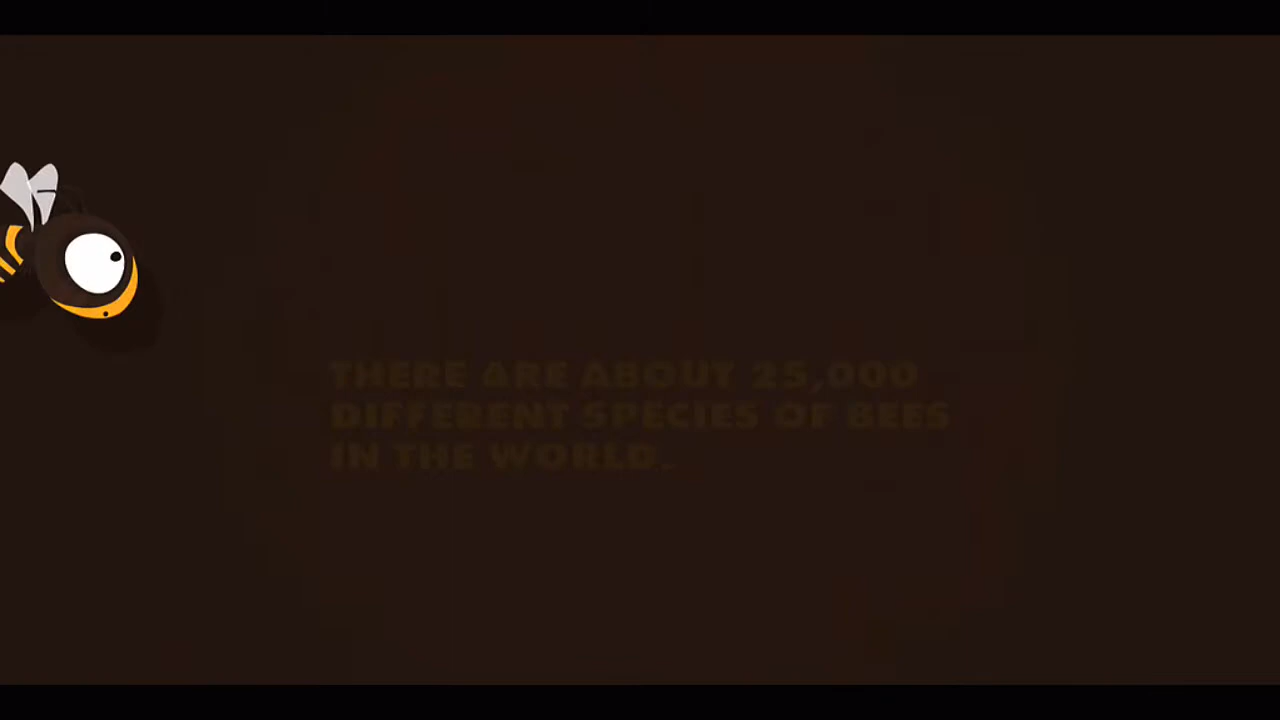 THERE ARE ABOUT 25,000
DIFFERENT SPECIES OF BEES
IN THE WORLD.